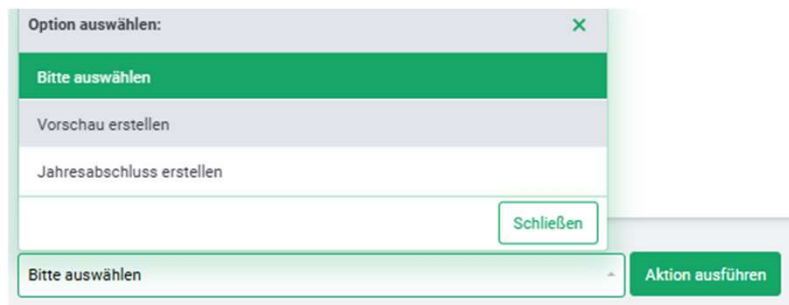 Option auswählen:
Bitte auswählen
Vorschau erstellen
Jahresabschluss erstellen
Schließen
Bitte auswählen
Aktion ausführen